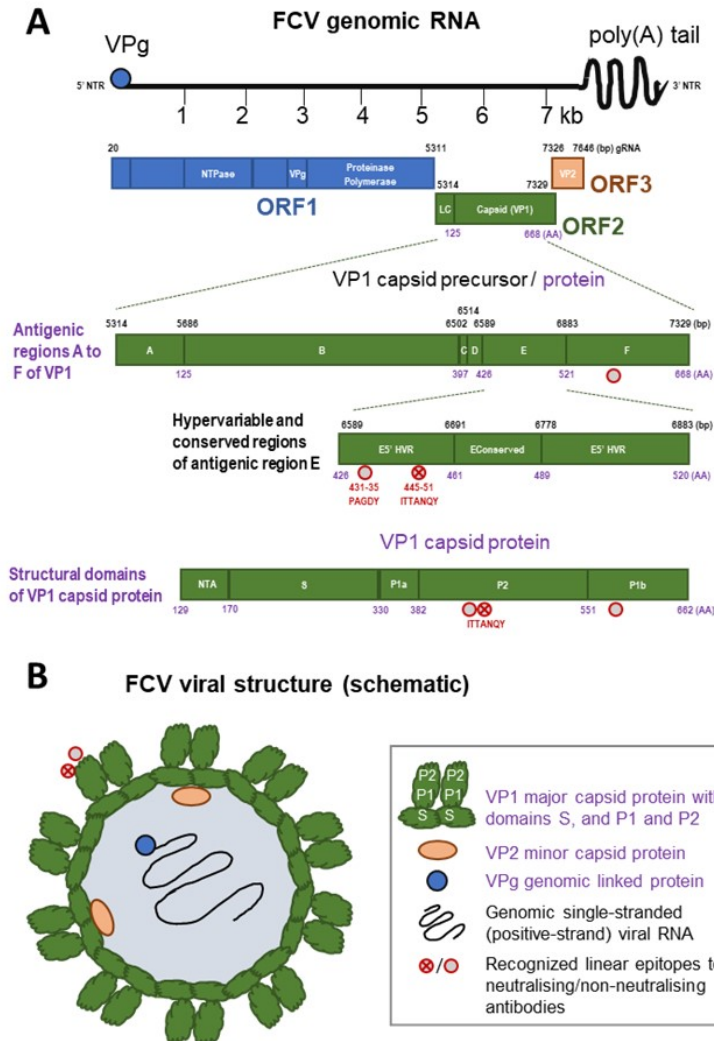 A
FCV genomic RNA
VPg
poly(A) tail
5' NTR
3' NTR
1 2 3 4 5 6 7 kb
20 5311 7326 7646 (bp) gRNA
NTPase VPg Proinase Polymerase VP2
ORF1
ORF3
5314 7329
LC Capsid (VP1)
ORF2
125 668 (AA)
VP1 capsid precursor / protein
6514
5314 5686 6502 6589 6883 7329 (bp)
Antigenic
regions A to
F of VP1
A B C D E F
125 397 426 521 668 (AA)
Hypervariable and
conserved regions
of antigenic region E
6589 6691 6778 6883 (bp)
E5' HVR EConserved E5' HVR
426 461 489 520 (AA)
431-35 445-51
PAGDY ITTANQY
VP1 capsid protein
Structural domains
of VP1 capsid protein
NTA S P1a P2 P1b
129 170 330 382 551 662 (AA)
ITTANQY
B
FCV viral structure (schematic)
P2 P2
P1 P1
S S
VP1 major capsid protein with
domains S, and P1 and P2
VP2 minor capsid protein
VPg genomic linked protein
Genomic single-stranded
(positive-strand) viral RNA
/
Recognized linear epitopes to
neutralising/non-neutralising
antibodies